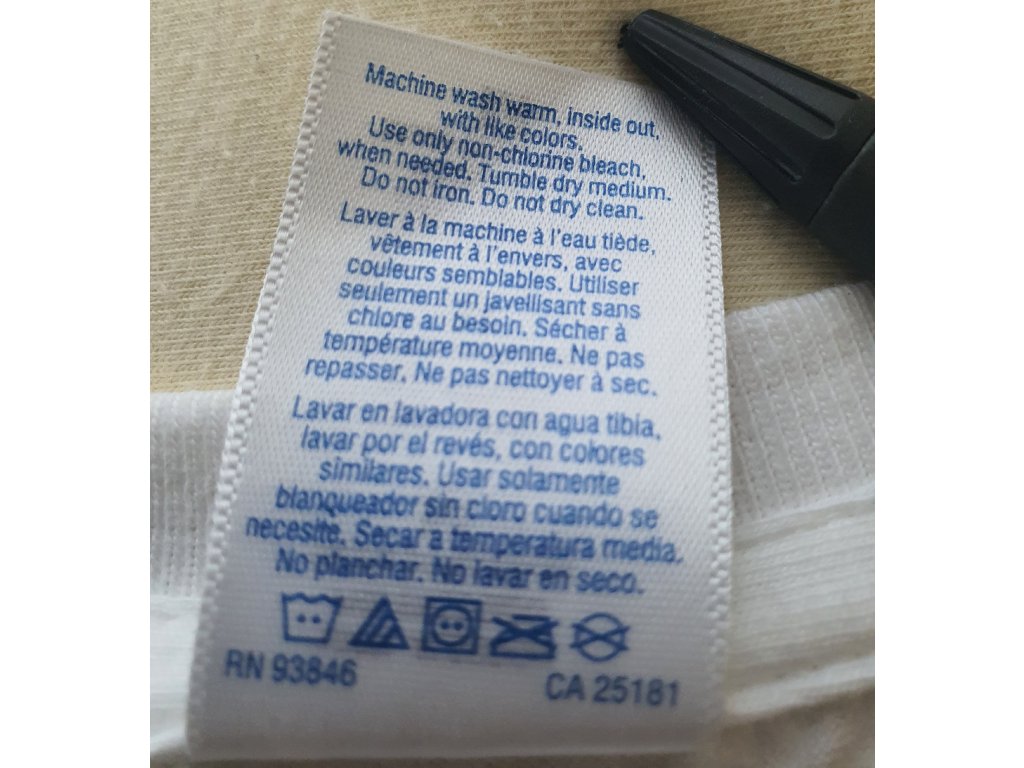 Machine wash warm, inside out,
with like colors.
Use only non-chlorine bleach,
when needed. Tumble dry medium.
Do not iron. Do not dry clean.
Laver à la machine à l'eau tiède,
vêtement à l'envers, avec
couleurs semblables. Utiliser
seulement un javellisant sans
chlore au besoin. Sécher à
température moyenne. Ne pas
repasser. Ne pas nettoyer à sec.
Lavar en lavadora con agua tibia,
lavar por el revés, con colores
similares. Usar solamente
blanqueador sin cloro cuando se
necesite. Secar a temperatura media.
No planchar. No lavar en seco.
RN 93846 CA 25181